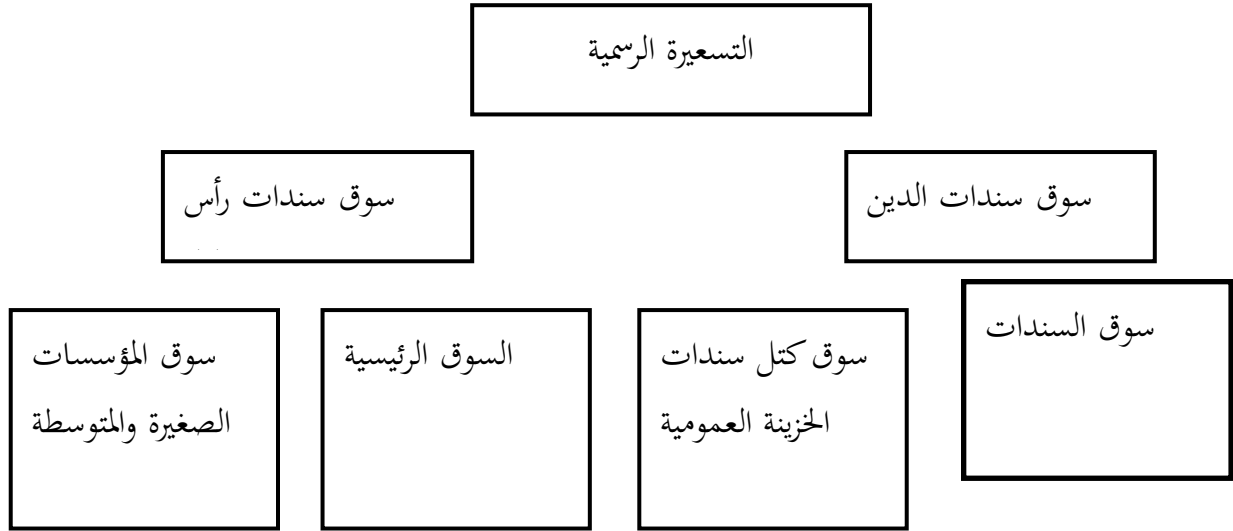 التسعيرة الرسمية
سوق سندات الدين
سوق سندات رأس
سوق السندات
سوق كتل سندات
الخزينة العمومية
السوق الرئيسية
سوق المؤسسات
الصغيرة والمتوسطة